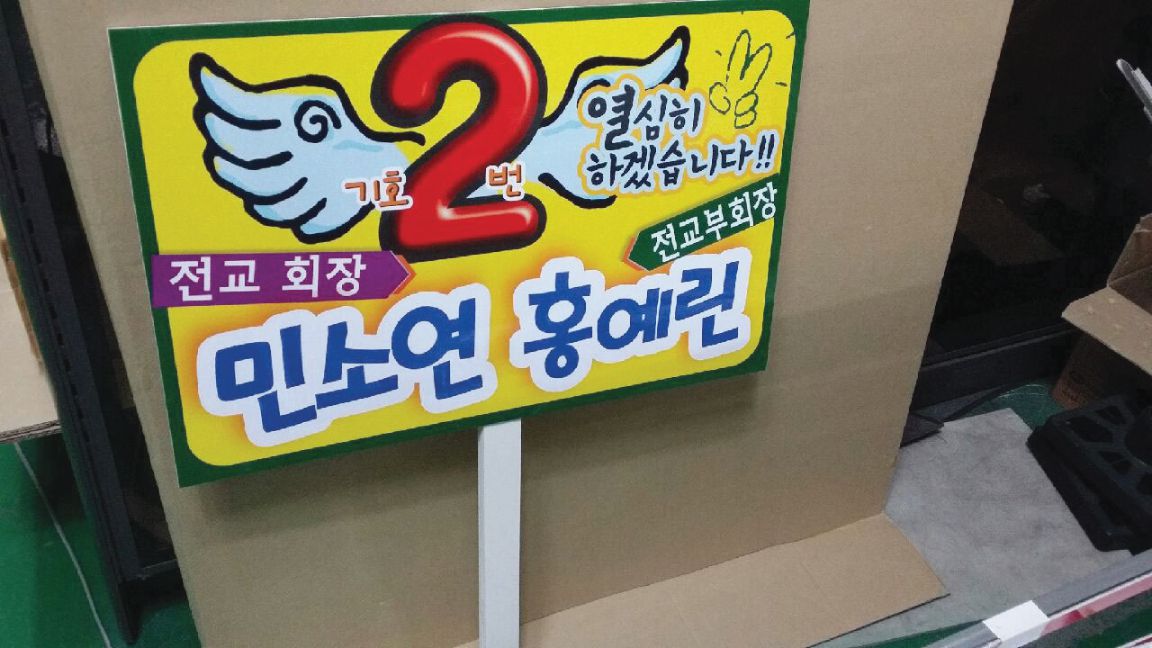 기호 2 번
열심히
하겠습니다!!
전교 회장
전교부회장
민소연 홍예린